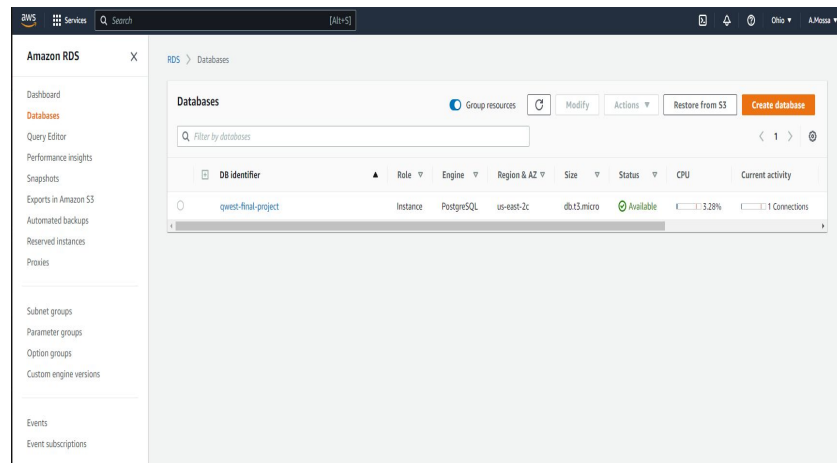 aws Services Search [Alt+S] Ohio ▼ A.Mossa ▼
Amazon RDS X
RDS > Databases
Dashboard
Databases
Query Editor
Performance insights
Snapshots
Exports in Amazon S3
Automated backups
Reserved instances
Proxies
Subnet groups
Parameter groups
Option groups
Custom engine versions
Events
Event subscriptions
Databases Group resources Modify Actions ▼ Restore from S3 Create database
Filter by databases < 1 >
DB identifier ▲ Role ▽ Engine ▽ Region & AZ ▽ Size ▽ Status ▽ CPU Current activity
qwest-final-project Instance PostgreSQL us-east-2c db.t3.micro Available 3.28% 1 Connections